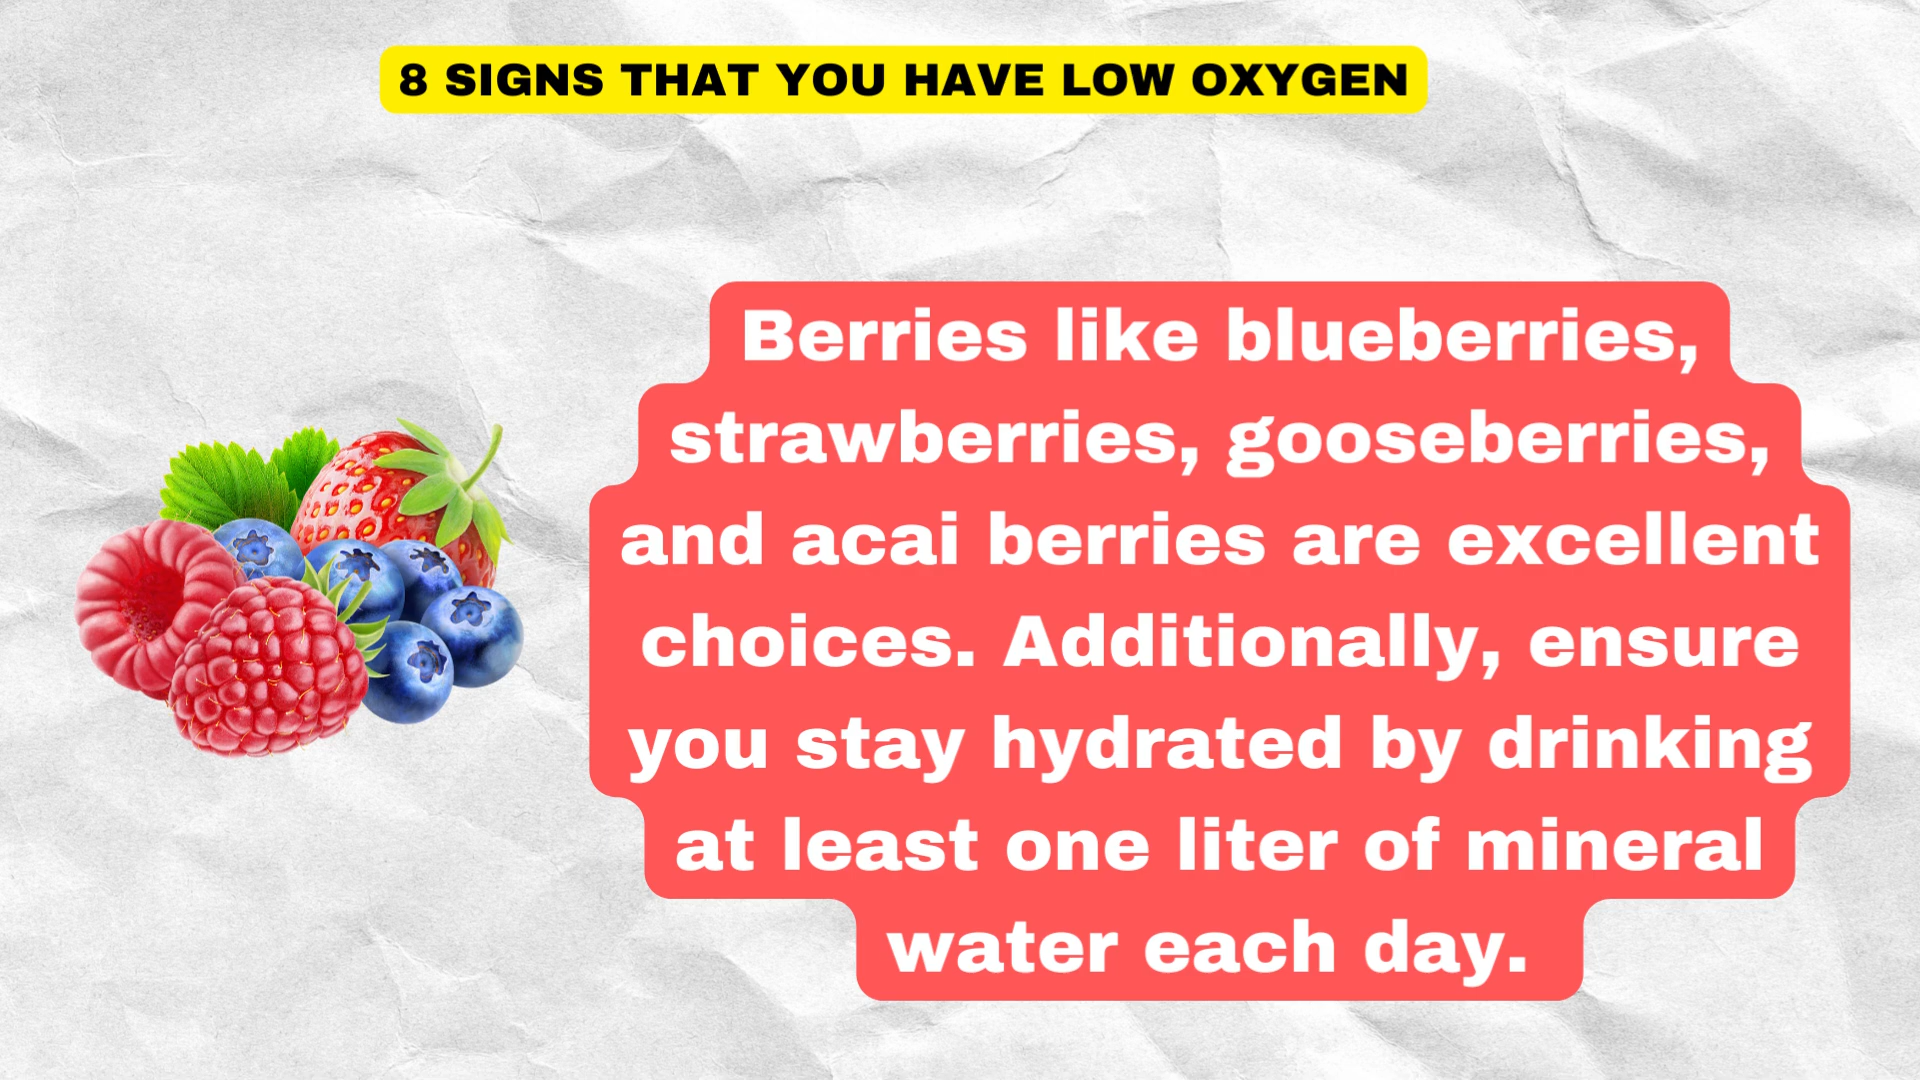 8 SIGNS THAT YOU HAVE LOW OXYGEN
Berries like blueberries,
strawberries, gooseberries,
and acai berries are excellent
choices. Additionally, ensure
you stay hydrated by drinking
at least one liter of mineral
water each day.